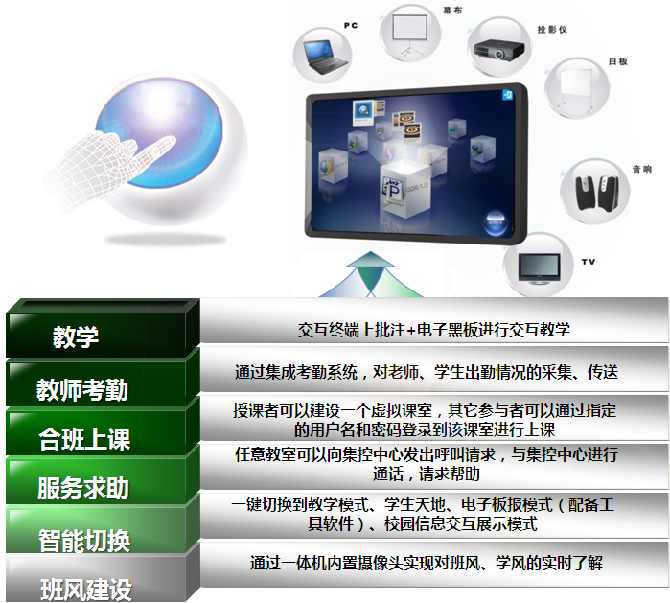 PC
幕布
投影仪
白板
音响
TV
教学
交互终端上批注+电子黑板进行交互教学
教师考勤
通过集成考勤系统，对老师、学生出勤情况的采集、传送
合班上课
授课者可以建设一个虚拟课室，其它参与者可以通过指定
的用户名和密码登录到该课室进行上课
服务求助
任意教室可以向集控中心发出呼叫请求，与集控中心进行
通话，请求帮助
智能切换
一键切换到教学模式、学生天地、电子板报模式（配备工
具软件）、校园信息交互展示模式
班风建设
通过一体机内置摄像头实现对班风、学风的实时了解